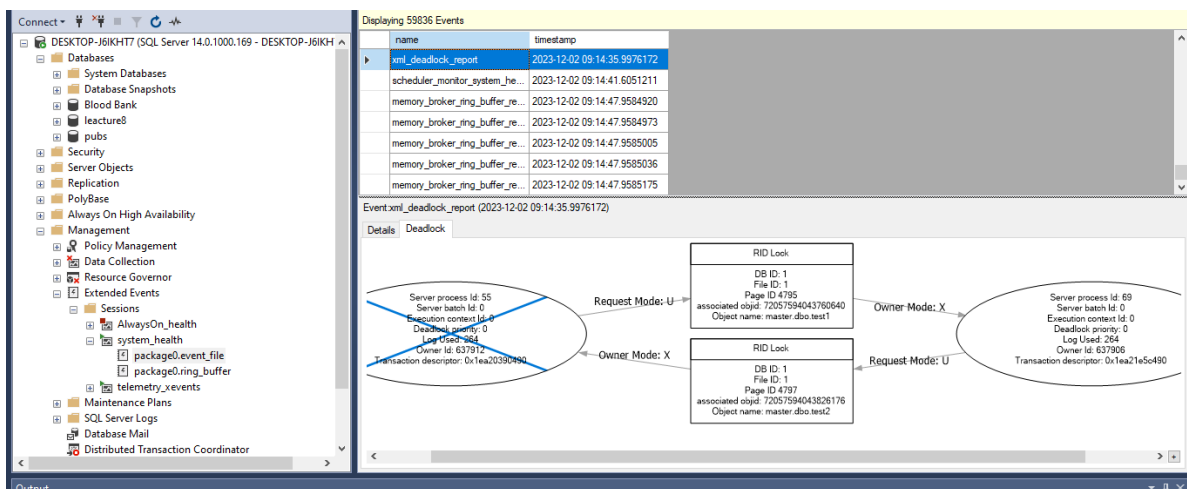 Connect
DESKTOP-J6IKHT7 (SQL Server 14.0.1000.169 - DESKTOP-J6IKH
Databases
System Databases
Database Snapshots
Blood Bank
leacture8
pubs
Security
Server Objects
Replication
PolyBase
Always On High Availability
Management
Policy Management
Data Collection
Resource Governor
Extended Events
Sessions
AlwaysOn_health
system_health
package0.event_file
package0.ring_buffer
telemetry_xevents
Maintenance Plans
SQL Server Logs
Database Mail
Distributed Transaction Coordinator
Displaying 59836 Events
name timestamp
xml_deadlock_report 2023-12-02 09:14:35.9976172
scheduler_monitor_system_he... 2023-12-02 09:14:41.6051211
memory_broker_ring_buffer_re... 2023-12-02 09:14:47.9584920
memory_broker_ring_buffer_re... 2023-12-02 09:14:47.9584973
memory_broker_ring_buffer_re... 2023-12-02 09:14:47.9585005
memory_broker_ring_buffer_re... 2023-12-02 09:14:47.9585036
memory_broker_ring_buffer_re... 2023-12-02 09:14:47.9585175
Event:xml_deadlock_report (2023-12-02 09:14:35.9976172)
Details Deadlock
Server process Id: 55
Server batch Id: 0
Execution context Id: 0
Deadlock priority: 0
Log Used: 264
Owner Id: 637912
Transaction descriptor: 0x1ea20390490
Request Mode: U
Owner Mode: X
RID Lock
DB ID: 1
File ID: 1
Page ID 4795
associated objid: 72057594043760640
Object name: master.dbo.test1
RID Lock
DB ID: 1
File ID: 1
Page ID 4797
associated objid: 72057594043826176
Object name: master.dbo.test2
Owner Mode: X
Request Mode: U
Server process Id: 69
Server batch Id: 0
Execution context Id: 0
Deadlock priority: 0
Log Used: 264
Owner Id: 637906
Transaction descriptor: 0x1ea21e5c490
Output